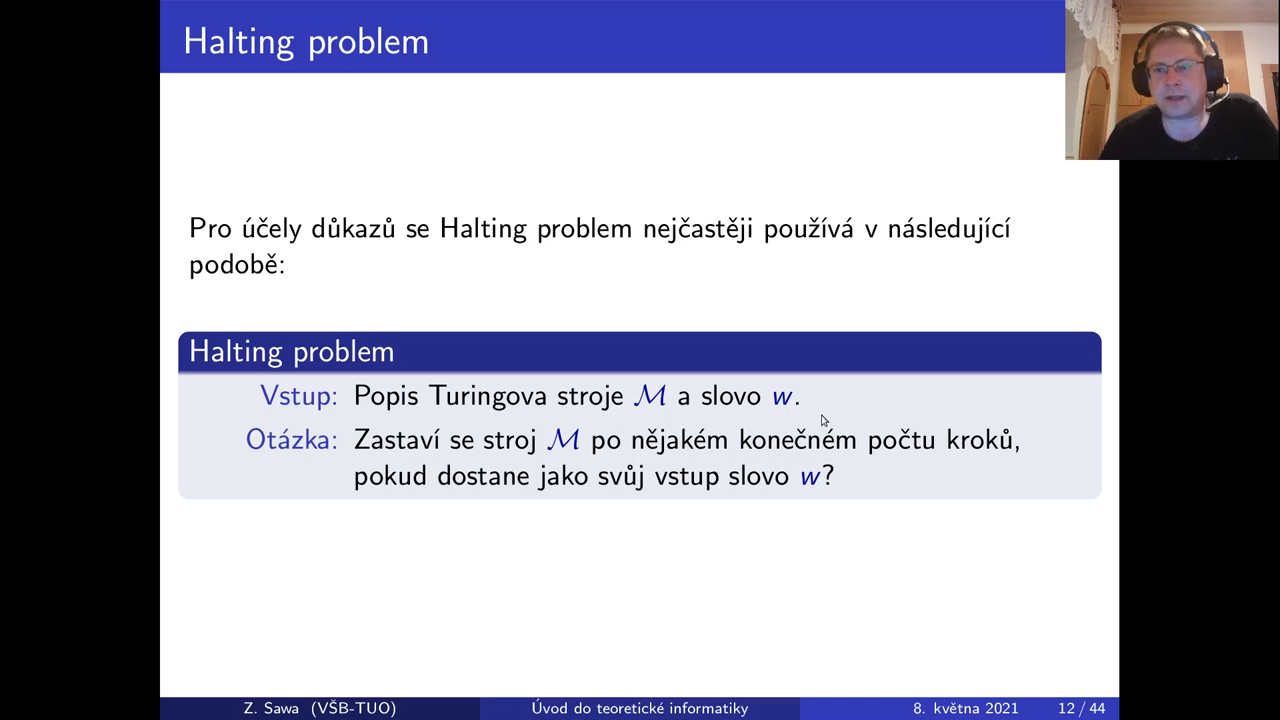 Halting problem
Pro účely důkazů se Halting problem nejčastěji používá v následující
podobě:
Halting problem
Vstup: Popis Turingova stroje ℳ a slovo w.
Otázka: Zastaví se stroj ℳ po nějakém konečném počtu kroků,
pokud dostane jako svůj vstup slovo w?
Z. Sawa (VŠB-TUO) Úvod do teoretické informatiky 8. května 2021 12 / 44